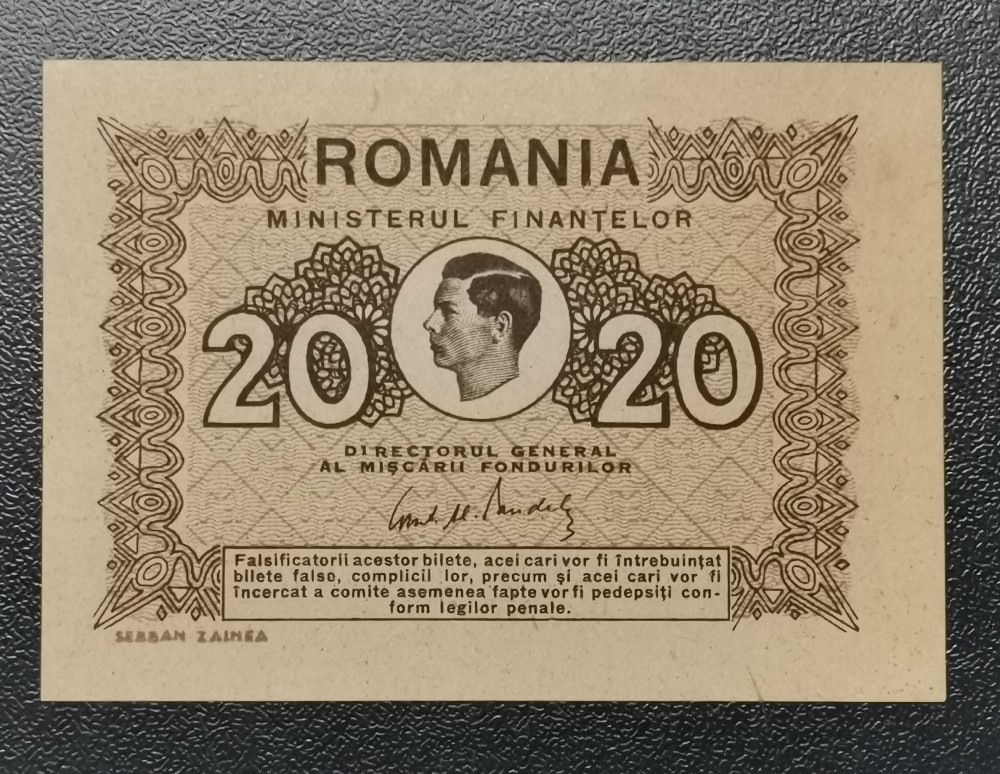 ROMANIA
MINISTERUL FINANȚELOR
20 20
DIRECTORUL GENERAL
AL MIȘCĂRII FONDURILOR
Falsificatorii acestor bilete, acei cari vor fi întrebuințat
bilete false, complicii lor, precum și acei cari vor fi
încercat a comite asemenea fapte vor fi pedepsiți con-
form legilor penale.
SERBAN ZAINEA